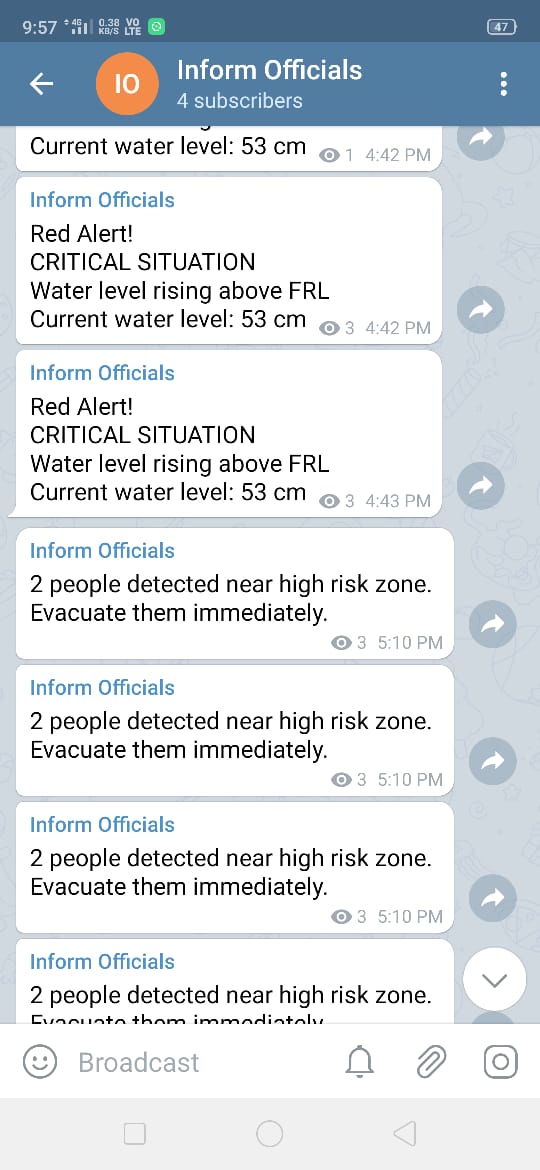 9:57 4G 0.38 KB/S VO LTE 47
IO Inform Officials
4 subscribers
Current water level: 53 cm 1 4:42 PM
Inform Officials
Red Alert!
CRITICAL SITUATION
Water level rising above FRL
Current water level: 53 cm 3 4:42 PM
Inform Officials
Red Alert!
CRITICAL SITUATION
Water level rising above FRL
Current water level: 53 cm 3 4:43 PM
Inform Officials
2 people detected near high risk zone.
Evacuate them immediately.
3 5:10 PM
Inform Officials
2 people detected near high risk zone.
Evacuate them immediately.
3 5:10 PM
Inform Officials
2 people detected near high risk zone.
Evacuate them immediately.
3 5:10 PM
Inform Officials
2 people detected near high risk zone.
Evacuate them immediately
Broadcast